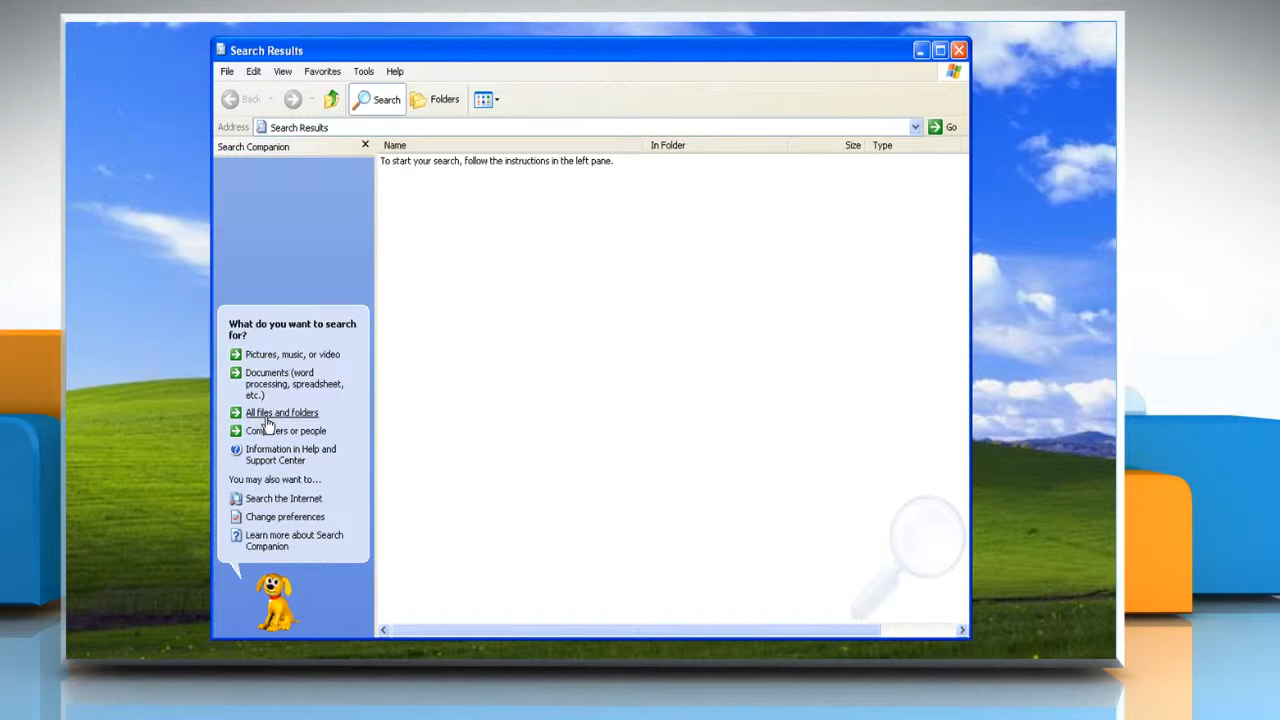 Search Results
File Edit View Favorites Tools Help
Back Search Folders
Address Search Results Go
Search Companion
Name In Folder Size Type
To start your search, follow the instructions in the left pane.
What do you want to search
for?
Pictures, music, or video
Documents (word
processing, spreadsheet,
etc.)
All files and folders
Computers or people
Information in Help and
Support Center
You may also want to...
Search the Internet
Change preferences
Learn more about Search
Companion